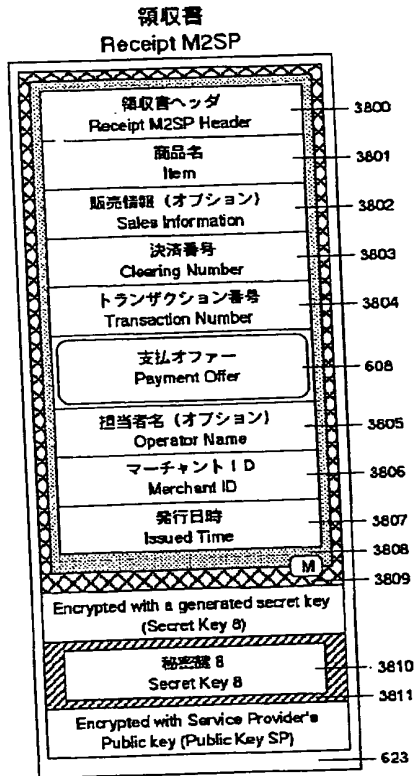 領収書
Receipt M2SP
領収書ヘッダ 3800
Receipt M2SP Header
商品名 3801
Item
販売情報（オプション） 3802
Sales Information
決済番号 3803
Clearing Number
トランザクション番号 3804
Transaction Number
支払オファー 608
Payment Offer
担当者名（オプション） 3805
Operator Name
マーチャントＩＤ 3806
Merchant ID
発行日時 3807
Issued Time
3808
M 3809
Encrypted with a generated secret key
(Secret Key 8)
秘密鍵 8 3810
Secret Key 8
3811
Encrypted with Service Provider's
Public key (Public Key SP)
623